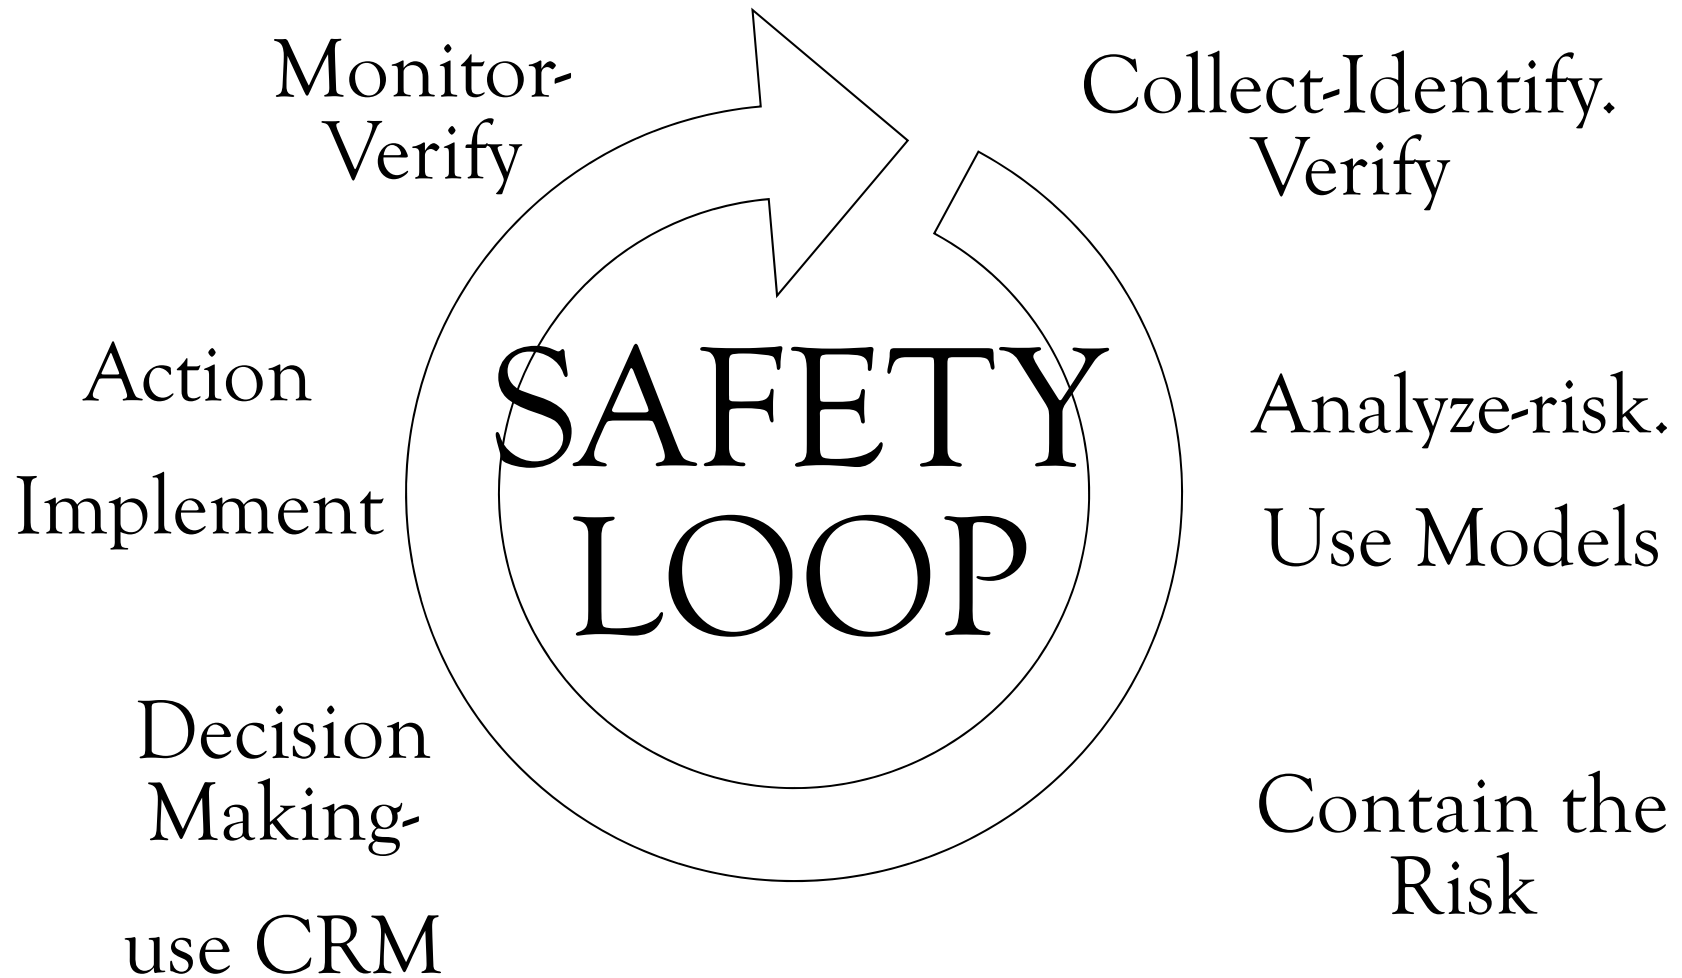 Monitor-
Verify
Collect-Identify.
Verify
SAFETY
LOOP
Action
Implement
Analyze-risk.
Use Models
Decision
Making-
use CRM
Contain the
Risk